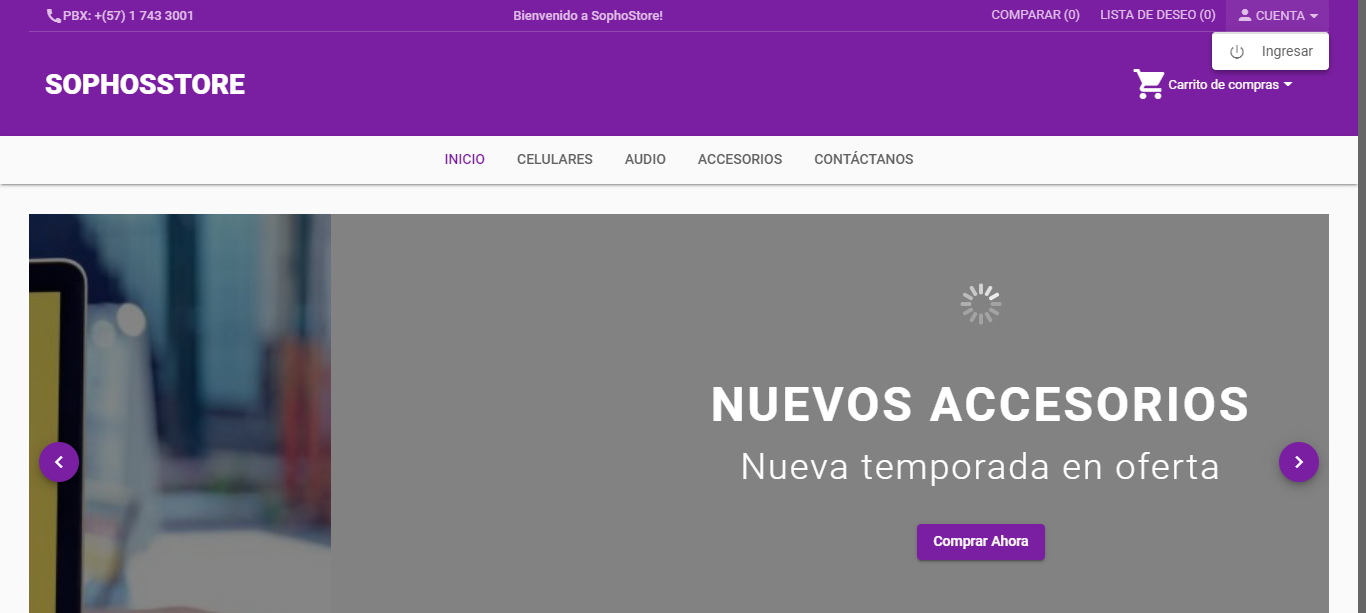 PBX: +(57) 1 743 3001
Bienvenido a SophoStore!
COMPARAR (0)
LISTA DE DESEO (0)
CUENTA
Ingresar
SOPHOSSTORE
Carrito de compras
INICIO
CELULARES
AUDIO
ACCESORIOS
CONTÁCTANOS
NUEVOS ACCESORIOS
Nueva temporada en oferta
Comprar Ahora